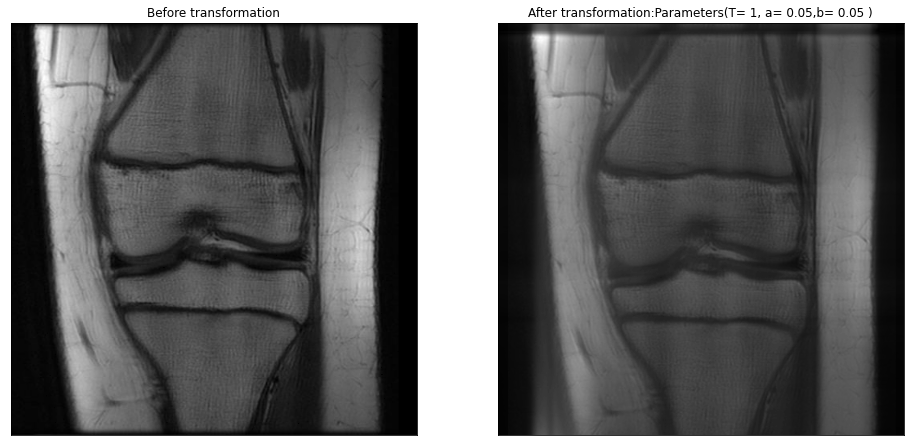 Before transformation
After transformation:Parameters(T= 1, a= 0.05,b= 0.05 )